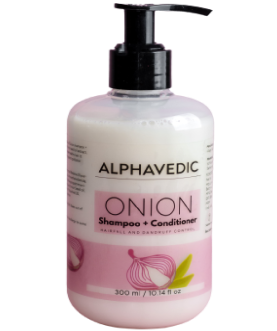 ALPHAVEDIC
ONION
Shampoo + Conditioner
HAIRFALL AND DANDRUFF CONTROL
300 ml / 10.14 fl oz